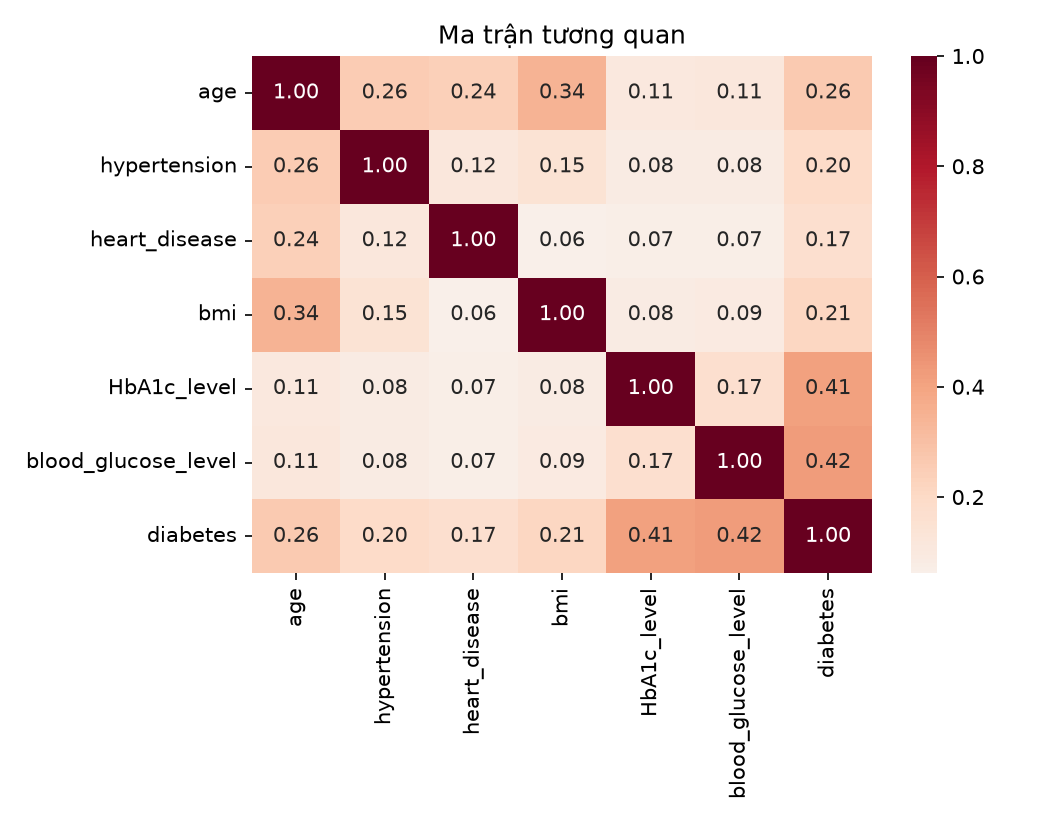 Ma trận tương quan
age 1.00 0.26 0.24 0.34 0.11 0.11 0.26
hypertension 0.26 1.00 0.12 0.15 0.08 0.08 0.20
heart_disease 0.24 0.12 1.00 0.06 0.07 0.07 0.17
bmi 0.34 0.15 0.06 1.00 0.08 0.09 0.21
HbA1c_level 0.11 0.08 0.07 0.08 1.00 0.17 0.41
blood_glucose_level 0.11 0.08 0.07 0.09 0.17 1.00 0.42
diabetes 0.26 0.20 0.17 0.21 0.41 0.42 1.00
age
hypertension
heart_disease
bmi
HbA1c_level
blood_glucose_level
diabetes
1.0
0.8
0.6
0.4
0.2